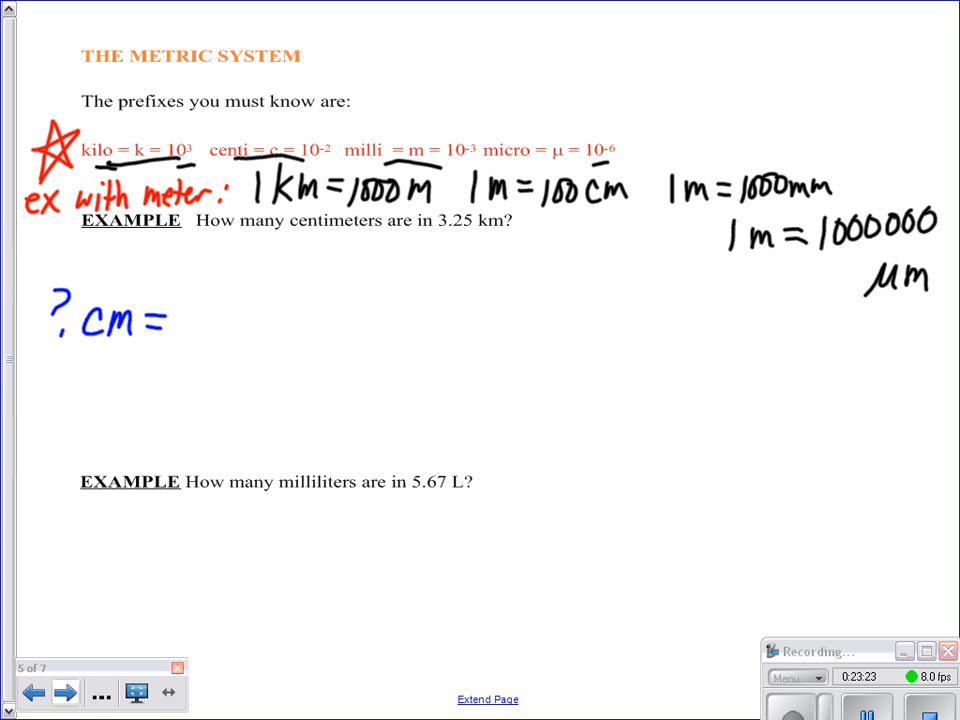 THE METRIC SYSTEM
The prefixes you must know are:
kilo = k = 10³ centi = c = 10⁻² milli = m = 10⁻³ micro = μ = 10⁻⁶
ex with meter: 1 km = 1000 m 1 m = 100 cm 1 m = 1000 mm
EXAMPLE How many centimeters are in 3.25 km?
1 m = 1000000
μm
? cm =
EXAMPLE How many milliliters are in 5.67 L?
5 of 7
Extend Page
Recording...
Menu
0:23:23
8.0 fps